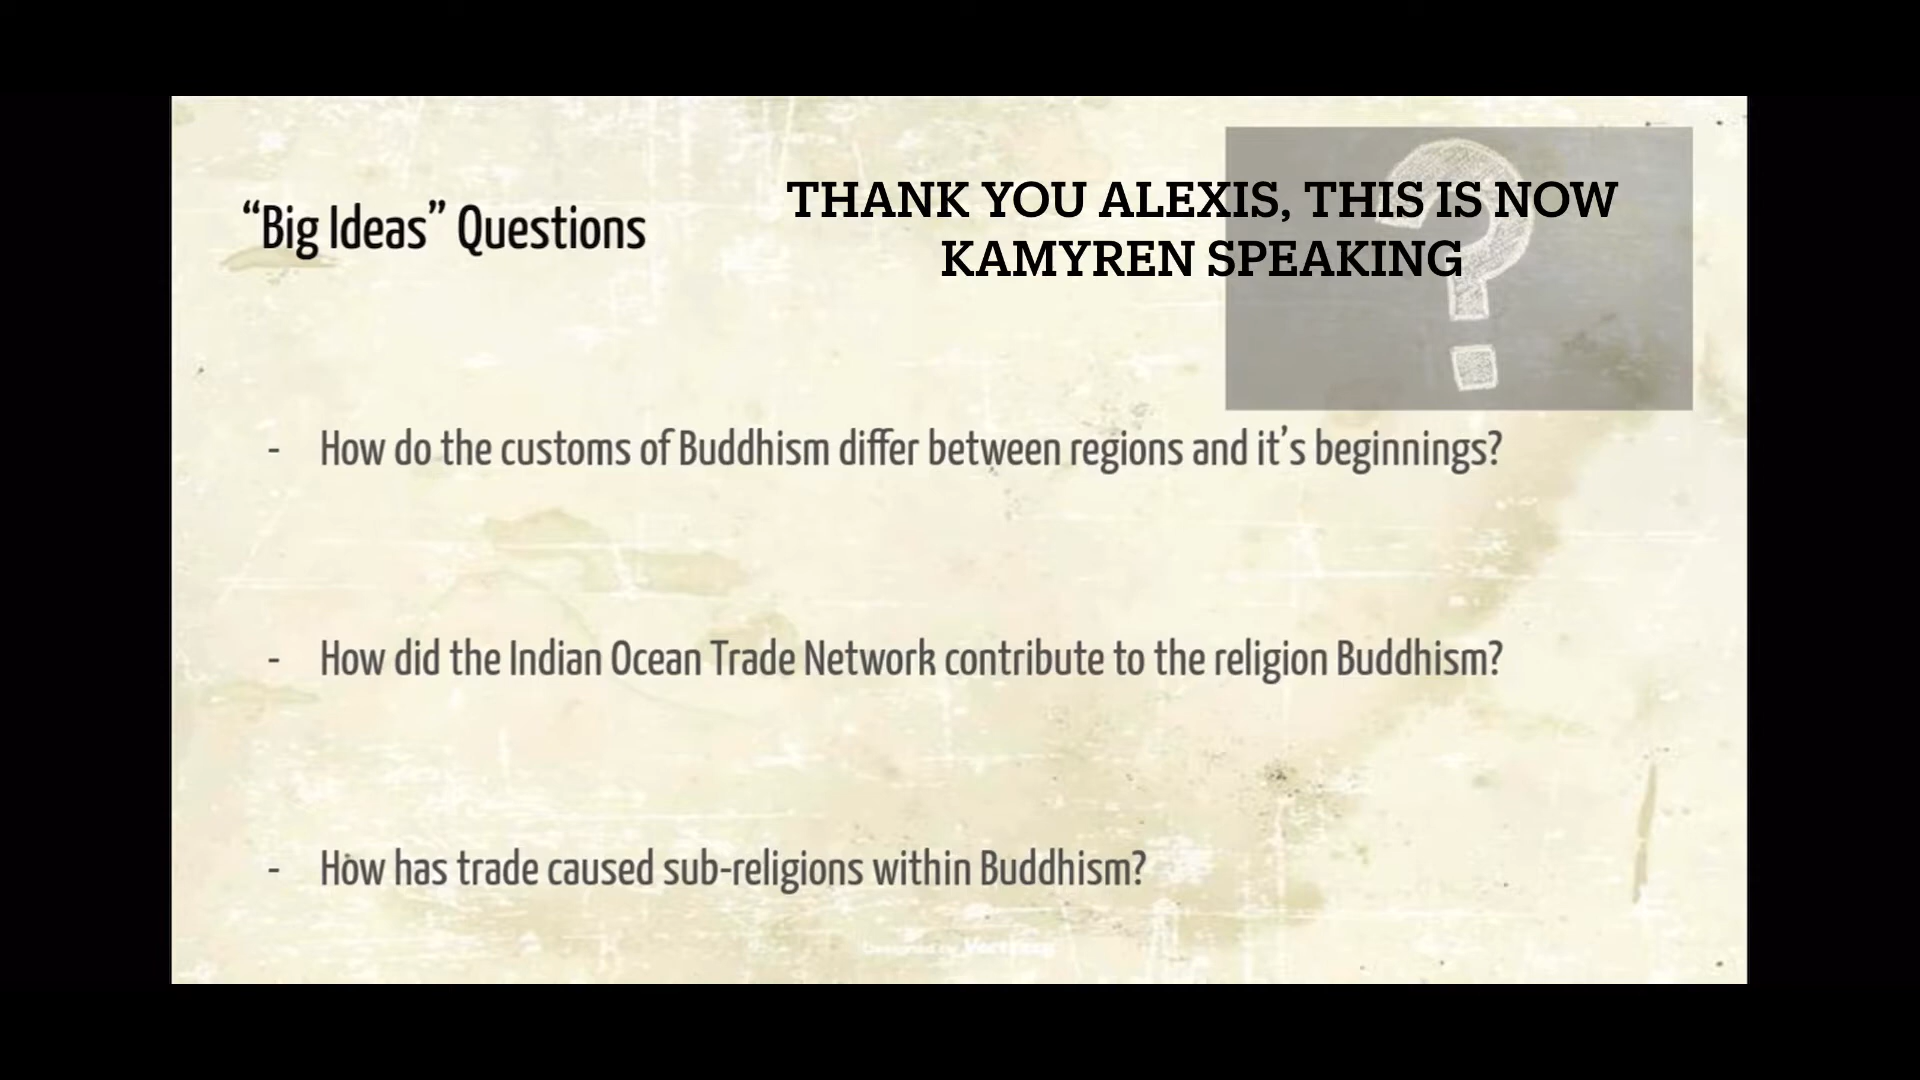 “Big Ideas” Questions
THANK YOU ALEXIS, THIS IS NOW
KAMYREN SPEAKING
- How do the customs of Buddhism differ between regions and it’s beginnings?
- How did the Indian Ocean Trade Network contribute to the religion Buddhism?
- How has trade caused sub-religions within Buddhism?